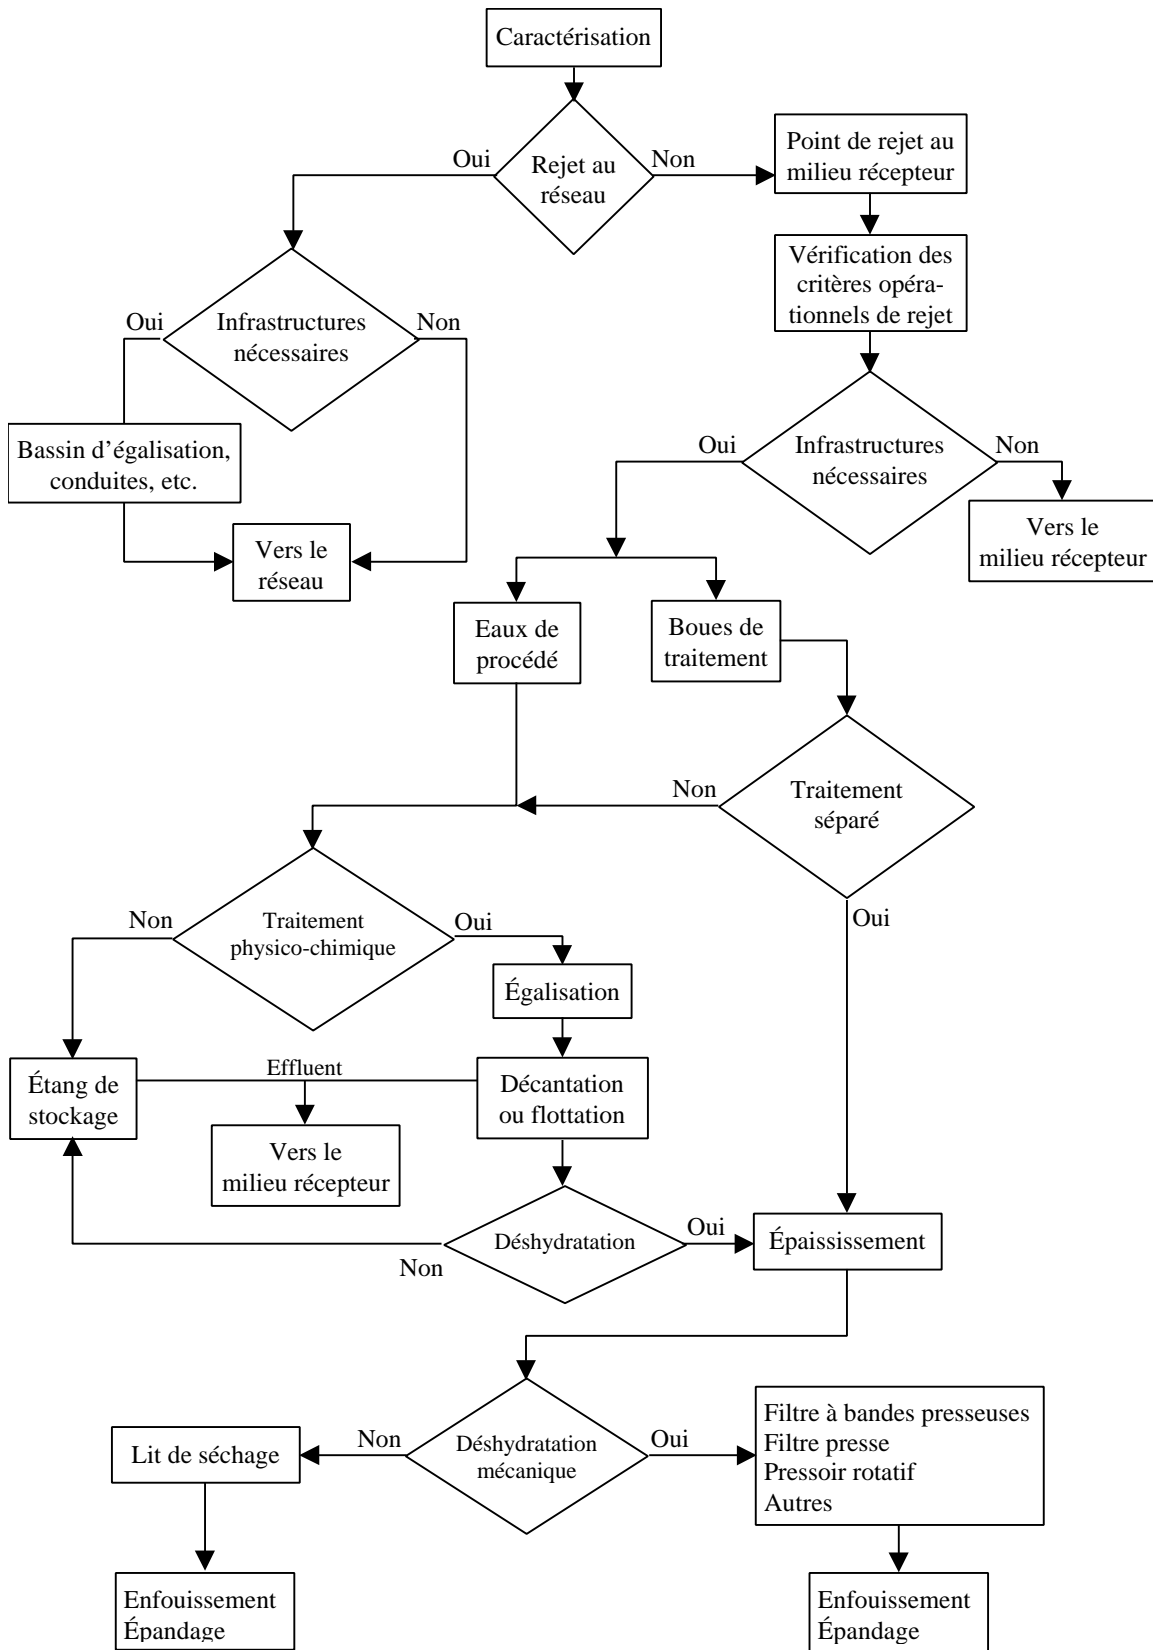 Caractérisation
Oui
Rejet au
réseau
Non
Point de rejet au
milieu récepteur
Vérification des
critères opéra-
tionnels de rejet
Oui
Infrastructures
nécessaires
Non
Bassin d'égalisation,
conduites, etc.
Vers le
réseau
Oui
Infrastructures
nécessaires
Non
Vers le
milieu récepteur
Eaux de
procédé
Boues de
traitement
Non
Traitement
séparé
Oui
Non
Traitement
physico-chimique
Oui
Égalisation
Étang de
stockage
Effluent
Décantation
ou flottation
Vers le
milieu récepteur
Non
Déshydratation
Oui
Épaississement
Lit de séchage
Non
Déshydratation
mécanique
Oui
Filtre à bandes presseuses
Filtre presse
Pressoir rotatif
Autres
Enfouissement
Épandage
Enfouissement
Épandage